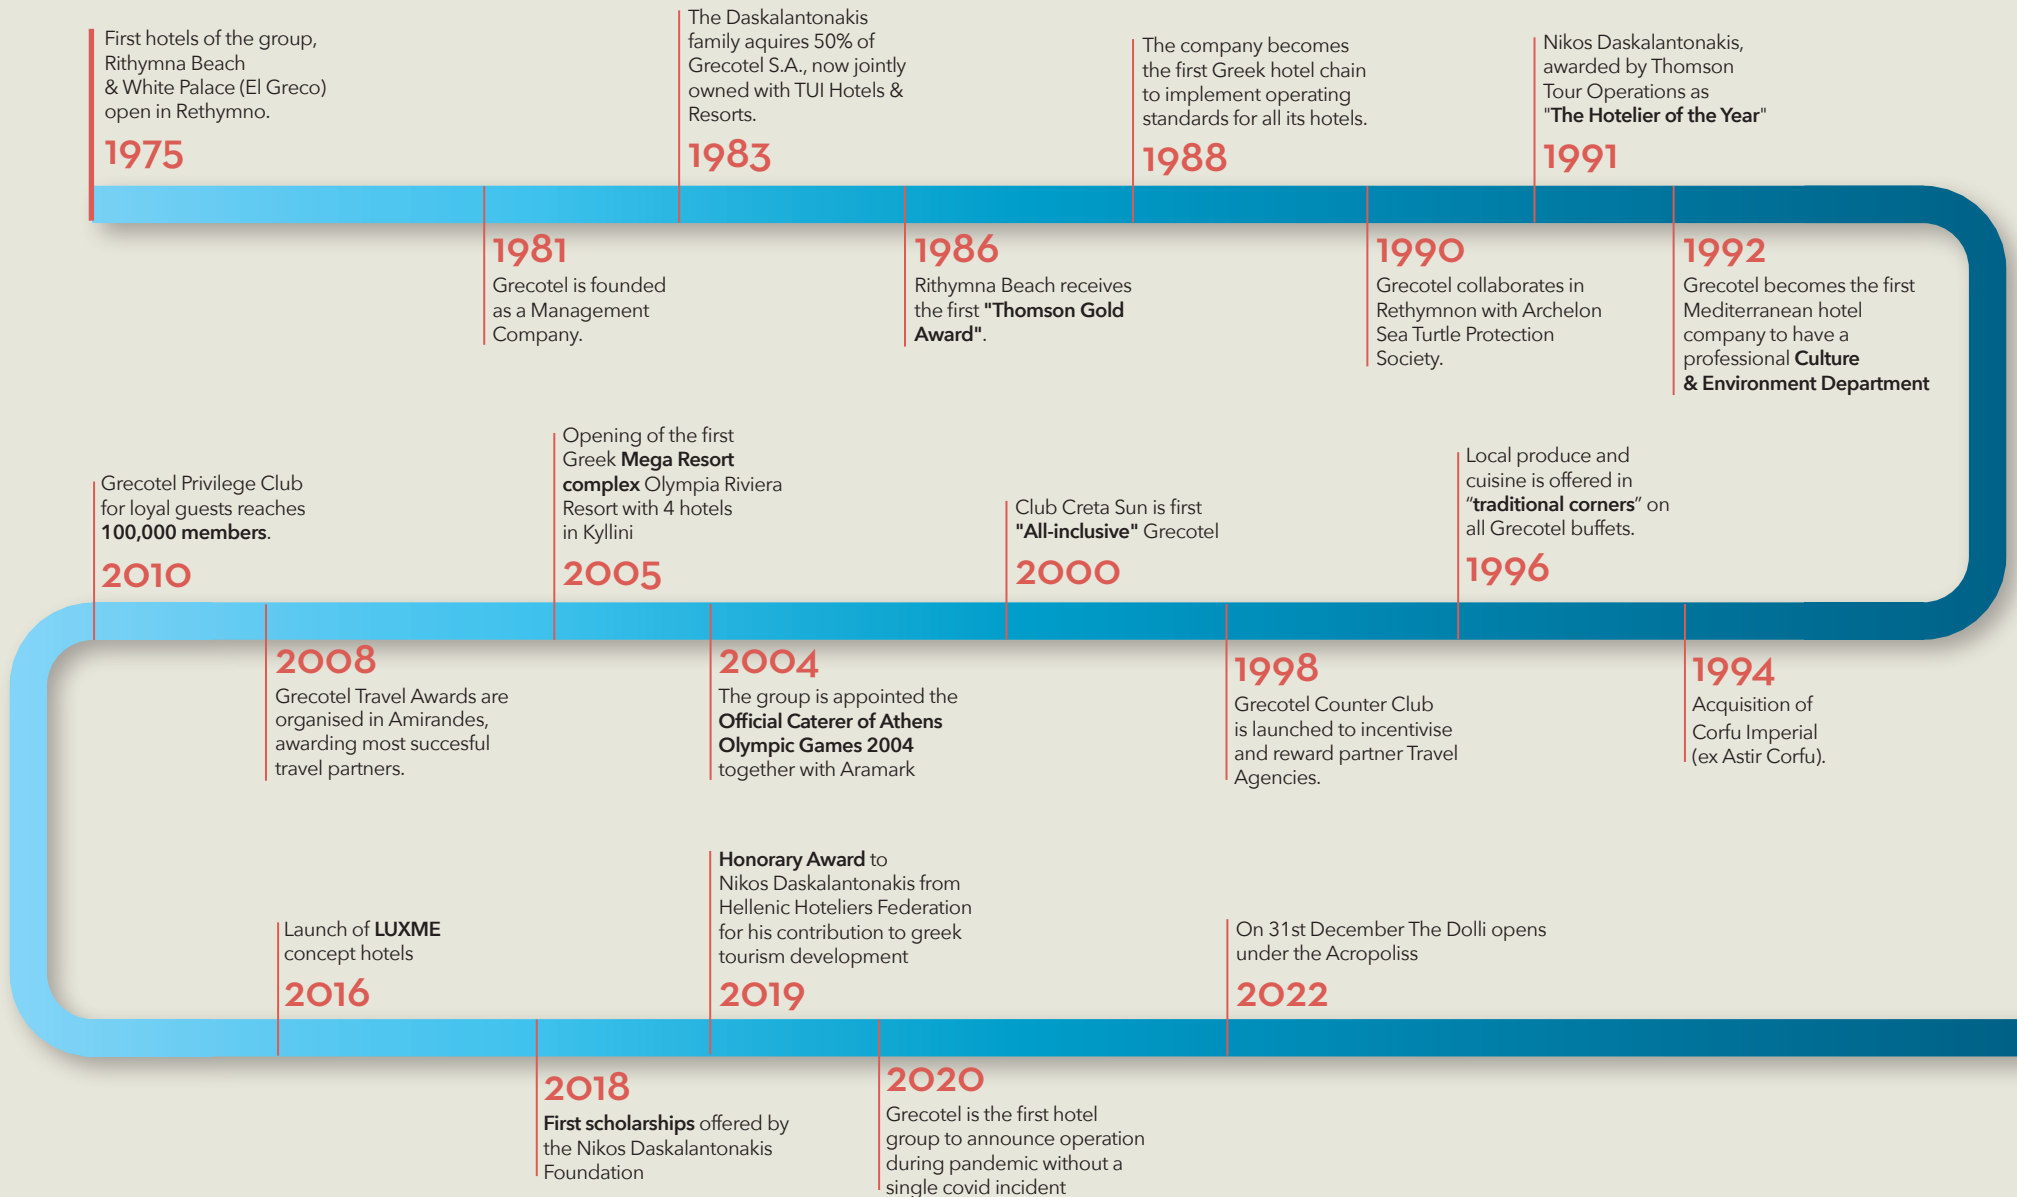 First hotels of the group,
Rithymna Beach
& White Palace (El Greco)
open in Rethymno.
1975
1981
Grecotel is founded
as a Management
Company.
The Daskalantonakis
family aquires 50% of
Grecotel S.A., now jointly
owned with TUI Hotels &
Resorts.
1983
1986
Rithymna Beach receives
the first "Thomson Gold
Award".
The company becomes
the first Greek hotel chain
to implement operating
standards for all its hotels.
1988
1990
Grecotel collaborates in
Rethymnon with Archelon
Sea Turtle Protection
Society.
Nikos Daskalantonakis,
awarded by Thomson
Tour Operations as
"The Hotelier of the Year"
1991
1992
Grecotel becomes the first
Mediterranean hotel
company to have a
professional Culture
& Environment Department
1994
Acquisition of
Corfu Imperial
(ex Astir Corfu).
Local produce and
cuisine is offered in
“traditional corners” on
all Grecotel buffets.
1996
1998
Grecotel Counter Club
is launched to incentivise
and reward partner Travel
Agencies.
Club Creta Sun is first
"All-inclusive" Grecotel
2000
2004
The group is appointed the
Official Caterer of Athens
Olympic Games 2004
together with Aramark
Opening of the first
Greek Mega Resort
complex Olympia Riviera
Resort with 4 hotels
in Kyllini
2005
2008
Grecotel Travel Awards are
organised in Amirandes,
awarding most succesful
travel partners.
Grecotel Privilege Club
for loyal guests reaches
100,000 members.
2010
Launch of LUXME
concept hotels
2016
2018
First scholarships offered by
the Nikos Daskalantonakis
Foundation
Honorary Award to
Nikos Daskalantonakis from
Hellenic Hoteliers Federation
for his contribution to greek
tourism development
2019
2020
Grecotel is the first hotel
group to announce operation
during pandemic without a
single covid incident
On 31st December The Dolli opens
under the Acropoliss
2022